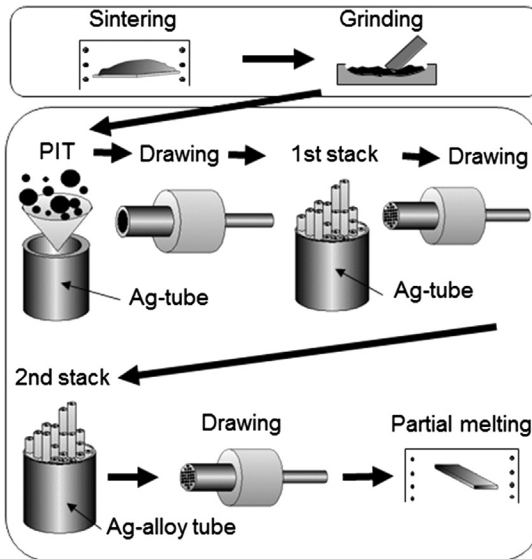 Sintering
Grinding
PIT
Drawing
1st stack
Drawing
Ag-tube
Ag-tube
2nd stack
Drawing
Partial melting
Ag-alloy tube